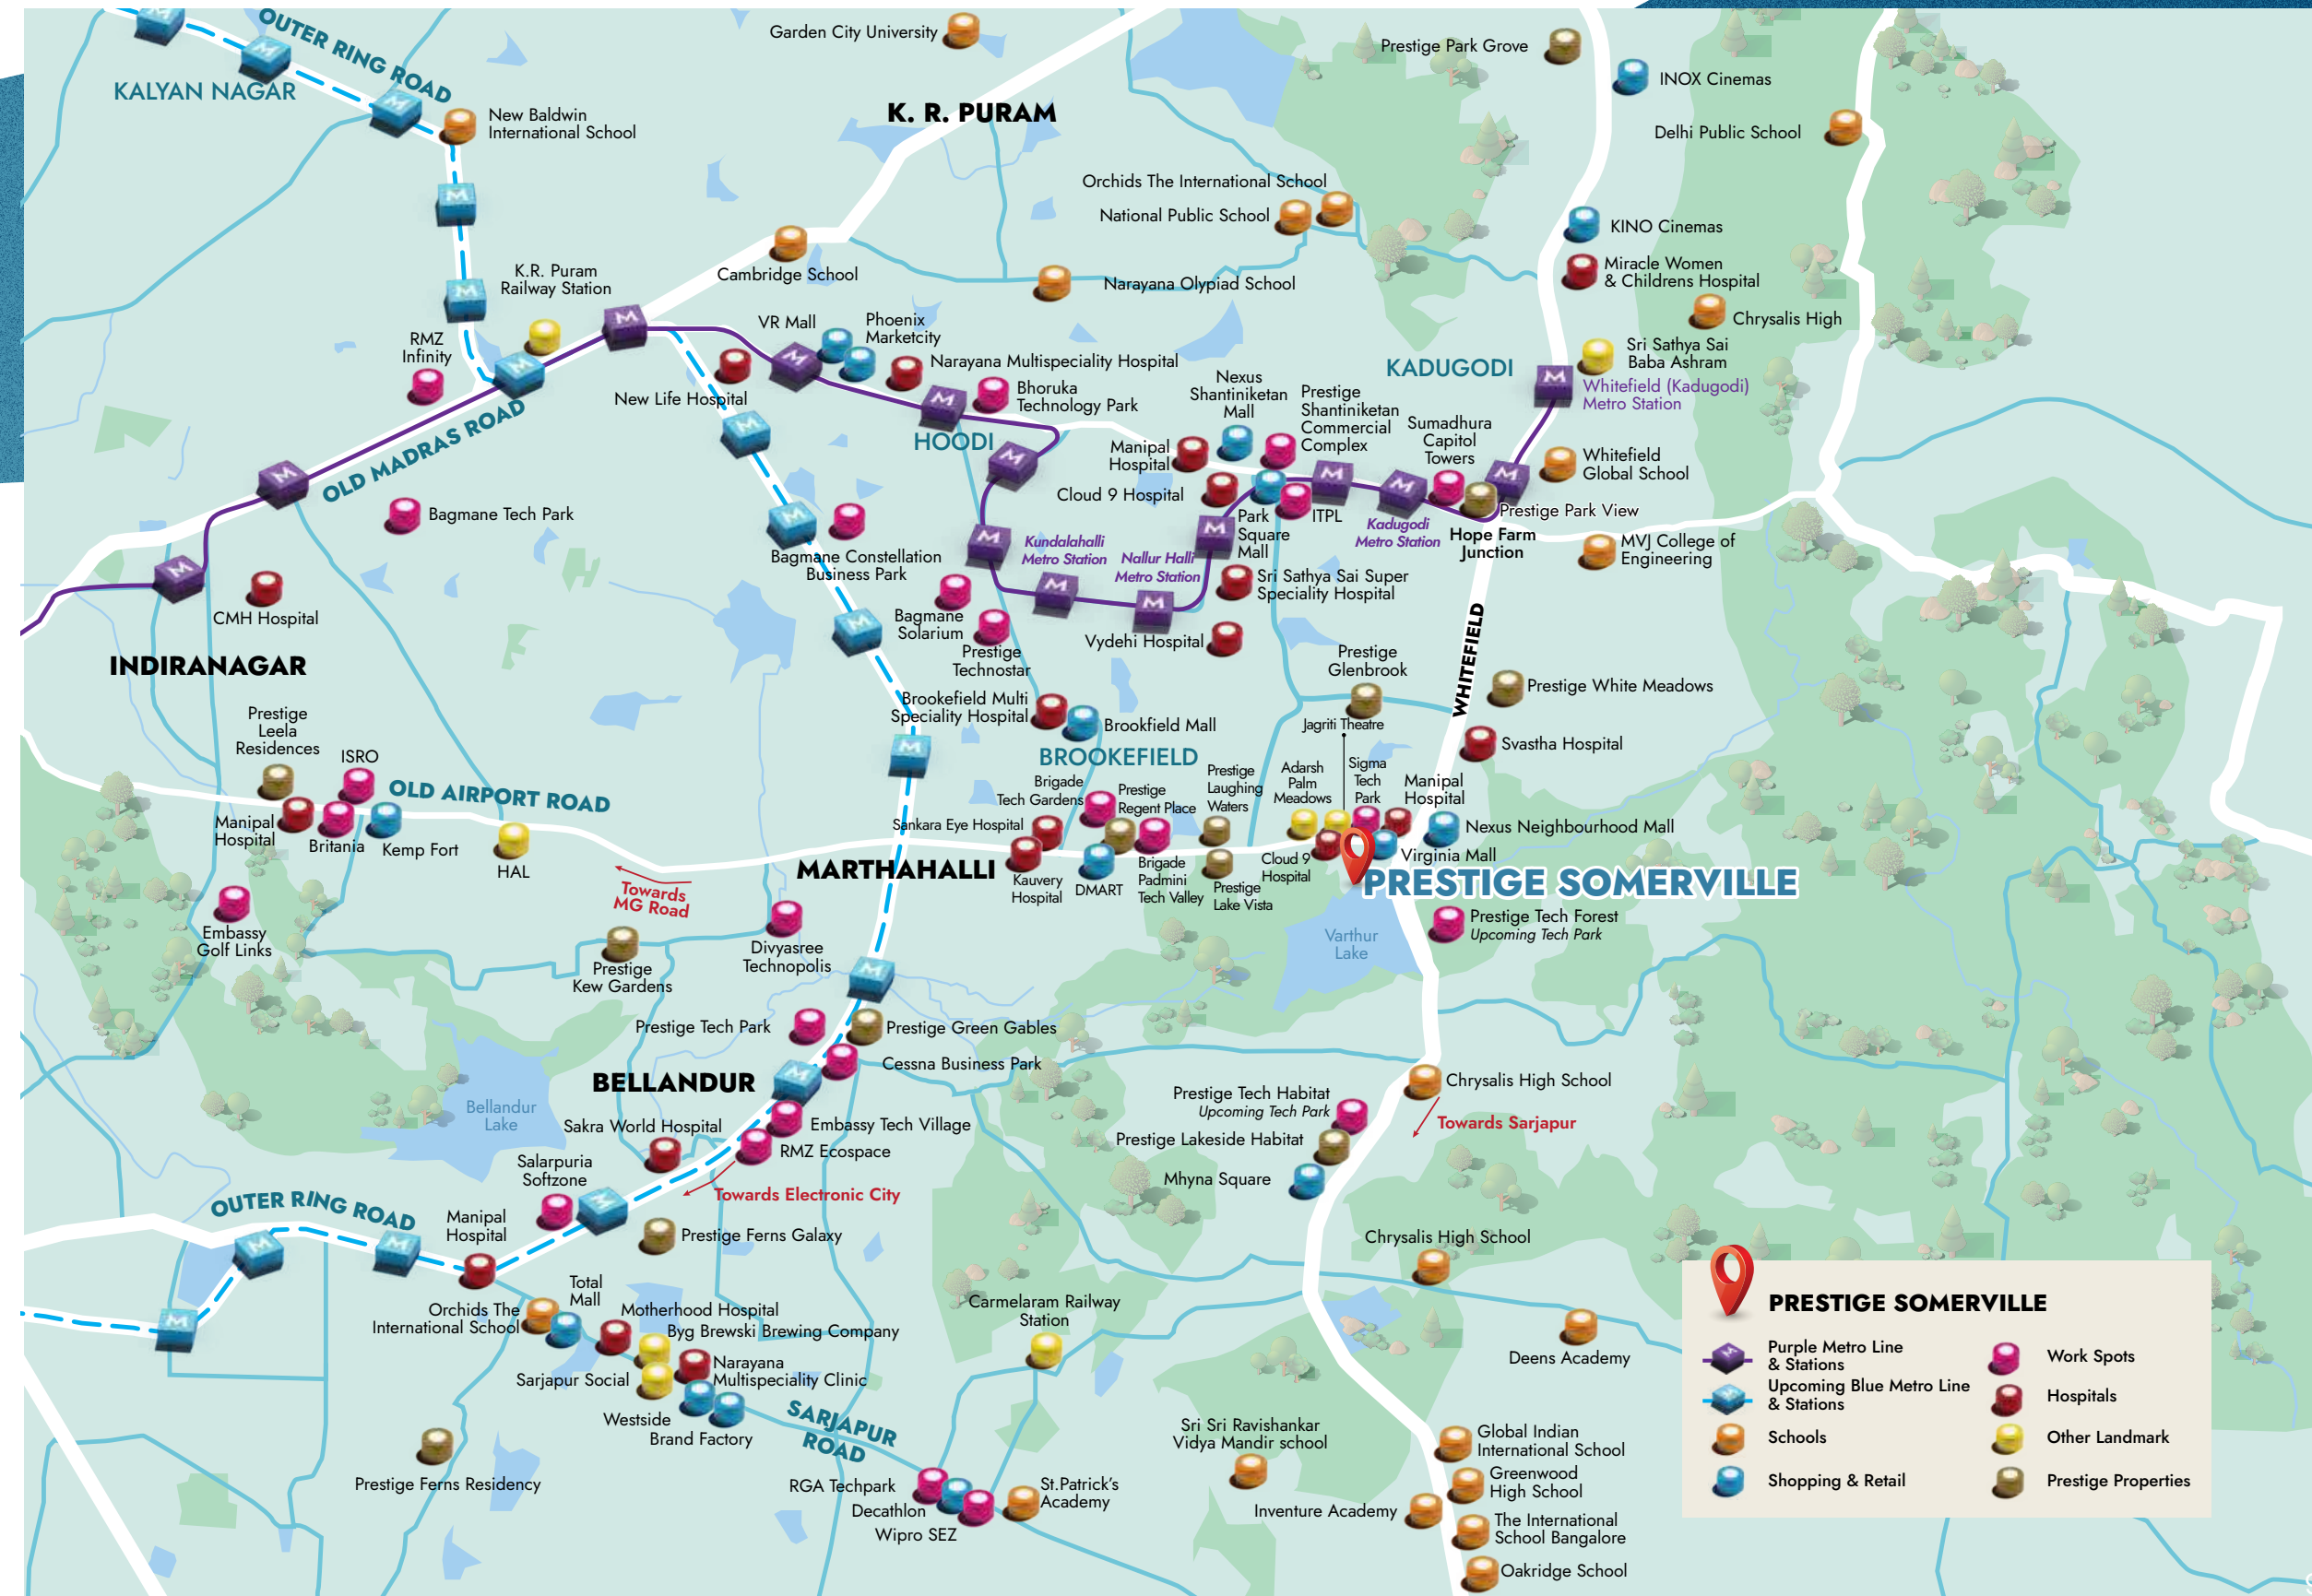 OUTER RING ROAD
KALYAN NAGAR
New Baldwin
International School
Garden City University
K. R. PURAM
Prestige Park Grove
INOX Cinemas
Delhi Public School
Orchids The International School
National Public School
KINO Cinemas
Miracle Women
& Childrens Hospital
Chrysalis High
Cambridge School
Narayana Olypiad School
K.R. Puram
Railway Station
RMZ
Infinity
VR Mall
Phoenix
Marketcity
New Life Hospital
Narayana Multispeciality Hospital
Bhoruka
Technology Park
HOODI
KADUGODI
Sri Sathya Sai
Baba Ashram
Whitefield (Kadugodi)
Metro Station
Nexus
Shantiniketan
Mall
Prestige
Shantiniketan
Commercial
Complex
Sumadhura
Capitol
Towers
Manipal
Hospital
Cloud 9 Hospital
Whitefield
Global School
OLD MADRAS ROAD
Bagmane Tech Park
Park
Square
Mall
ITPL
Kadugodi
Metro Station
Prestige Park View
Hope Farm
Junction
MVJ College of
Engineering
Kundalahalli
Metro Station
Nallur Halli
Metro Station
Bagmane Constellation
Business Park
Sri Sathya Sai Super
Speciality Hospital
CMH Hospital
Bagmane
Solarium
Prestige
Technostar
Vydehi Hospital
INDIRANAGAR
WHITEFIELD
Prestige
Glenbrook
Prestige White Meadows
Brookefield Multi
Speciality Hospital
Brookfield Mall
Jagriti Theatre
Svastha Hospital
Prestige
Leela
Residences
ISRO
OLD AIRPORT ROAD
BROOKEFIELD
Brigade
Tech Gardens
Prestige
Regent Place
Prestige
Laughing
Waters
Adarsh
Palm
Meadows
Sigma
Tech
Park
Manipal
Hospital
Manipal
Hospital
Britania
Kemp Fort
HAL
Sankara Eye Hospital
Nexus Neighbourhood Mall
Virginia Mall
MARTHAHALLI
Kauvery
Hospital
DMART
Brigade
Padmini
Tech Valley
Prestige
Lake Vista
Cloud 9
Hospital
PRESTIGE SOMERVILLE
Towards
MG Road
Embassy
Golf Links
Prestige
Kew Gardens
Divyasree
Technopolis
Varthur
Lake
Prestige Tech Forest
Upcoming Tech Park
Prestige Tech Park
Prestige Green Gables
Cessna Business Park
BELLANDUR
Bellandur
Lake
Sakra World Hospital
Embassy Tech Village
RMZ Ecospace
Prestige Tech Habitat
Upcoming Tech Park
Prestige Lakeside Habitat
Mhyna Square
Chrysalis High School
Towards Sarjapur
Salarpuria
Softzone
Towards Electronic City
OUTER RING ROAD
Manipal
Hospital
Prestige Ferns Galaxy
Chrysalis High School
Total
Mall
Orchids The
International School
Motherhood Hospital
Byg Brewski Brewing Company
Narayana
Multispeciality Clinic
Sarjapur Social
Westside
Brand Factory
Carmelaram Railway
Station
Deens Academy
SARJAPUR
ROAD
Prestige Ferns Residency
RGA Techpark
Decathlon
Wipro SEZ
St.Patrick's
Academy
Sri Sri Ravishankar
Vidya Mandir school
Inventure Academy
Global Indian
International School
Greenwood
High School
The International
School Bangalore
Oakridge School
PRESTIGE SOMERVILLE
Purple Metro Line
& Stations
Upcoming Blue Metro Line
& Stations
Schools
Shopping & Retail
Work Spots
Hospitals
Other Landmark
Prestige Properties